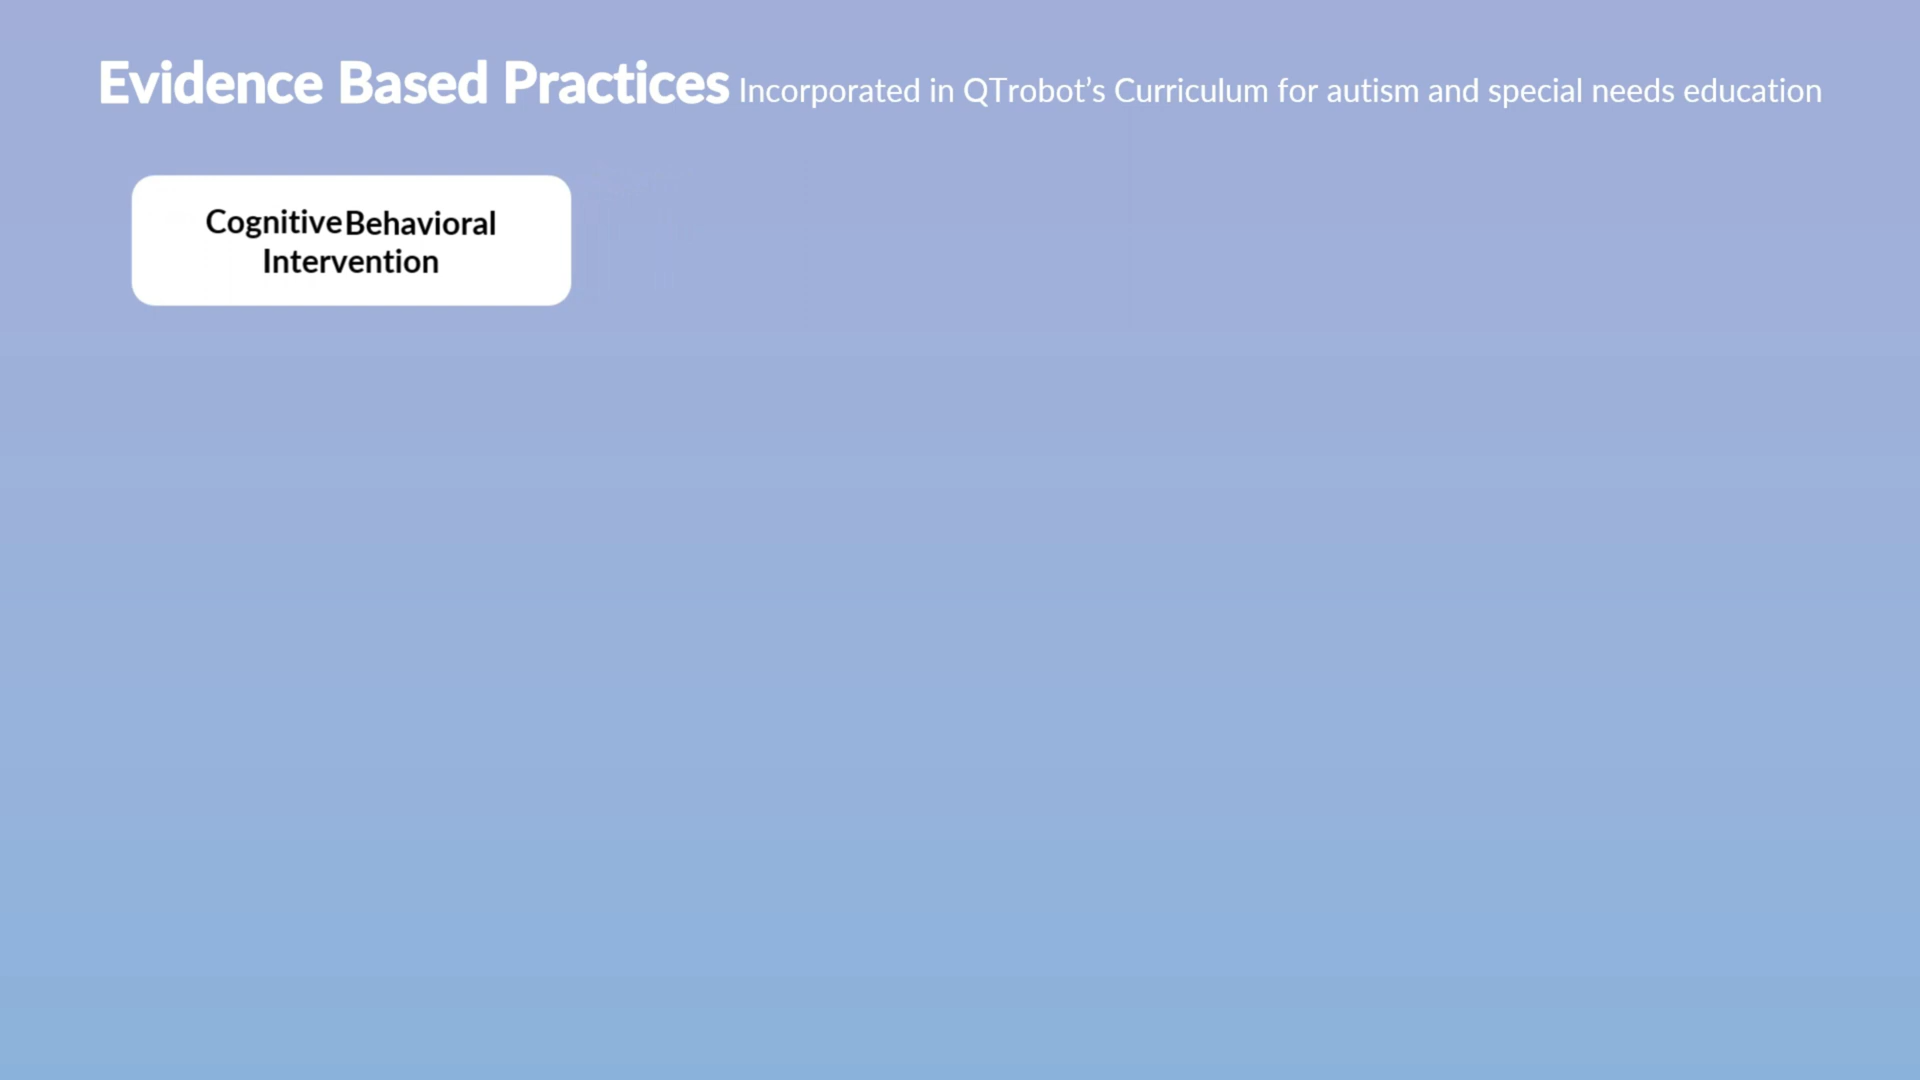 Evidence Based Practices Incorporated in QTrobot’s Curriculum for autism and special needs education
Cognitive Behavioral
Intervention